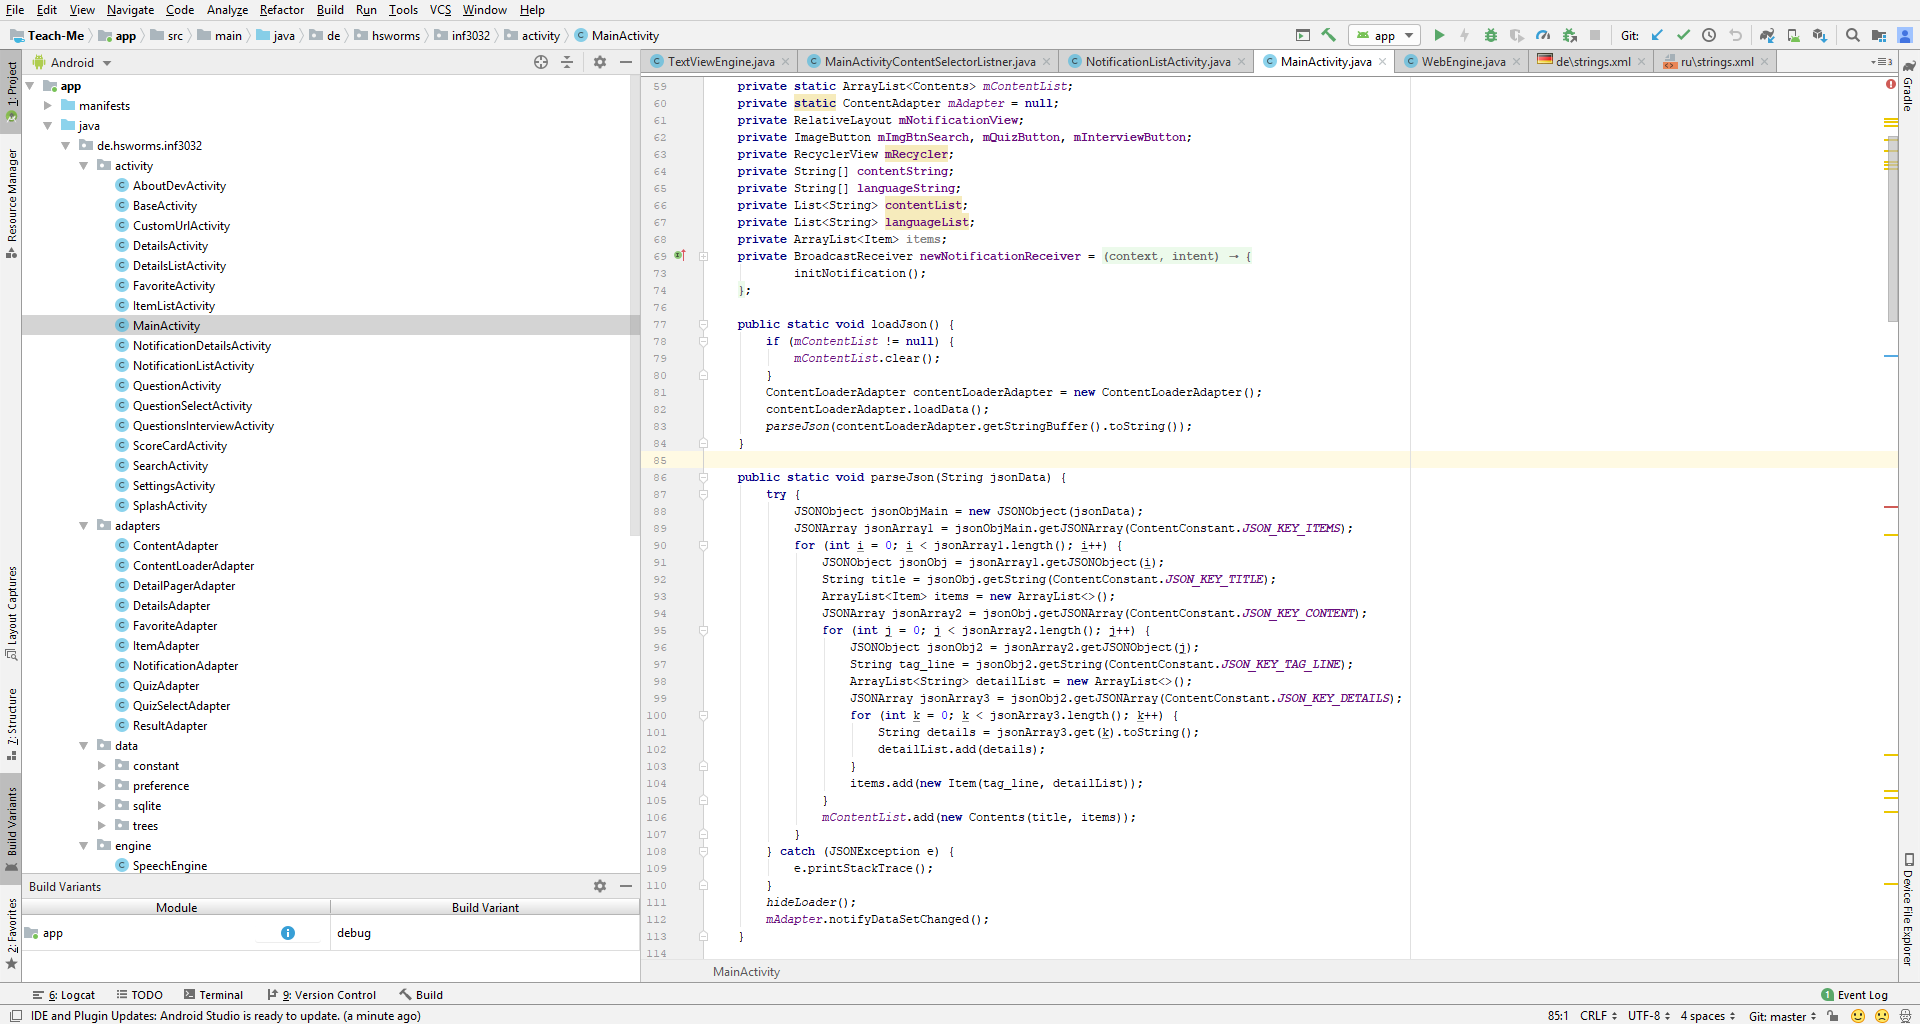 File Edit View Navigate Code Analyze Refactor Build Run Tools VCS Window Help
Teach-Me app src main java de hsworms inf3032 activity MainActivity
app Git:
Android
TextViewEngine.java MainActivityContentSelectorListner.java NotificationListActivity.java MainActivity.java WebEngine.java de\strings.xml ru\strings.xml 3
1: Project
Resource Manager
Layout Captures
7: Structure
Build Variants
2: Favorites
app
manifests
java
de.hsworms.inf3032
activity
AboutDevActivity
BaseActivity
CustomUrlActivity
DetailsActivity
DetailsListActivity
FavoriteActivity
ItemListActivity
MainActivity
NotificationDetailsActivity
NotificationListActivity
QuestionActivity
QuestionSelectActivity
QuestionsInterviewActivity
ScoreCardActivity
SearchActivity
SettingsActivity
SplashActivity
adapters
ContentAdapter
ContentLoaderAdapter
DetailPagerAdapter
DetailsAdapter
FavoriteAdapter
ItemAdapter
NotificationAdapter
QuizAdapter
QuizSelectAdapter
ResultAdapter
data
constant
preference
sqlite
trees
engine
SpeechEngine
Build Variants
Module Build Variant
app debug
59 private static ArrayList<Contents> mContentList;
60 private static ContentAdapter mAdapter = null;
61 private RelativeLayout mNotificationView;
62 private ImageButton mImgBtnSearch, mQuizButton, mInterviewButton;
63 private RecyclerView mRecycler;
64 private String[] contentString;
65 private String[] languageString;
66 private List<String> contentList;
67 private List<String> languageList;
68 private ArrayList<Item> items;
69 private BroadcastReceiver newNotificationReceiver = (context, intent) → {
73 initNotification();
74 };
76
77 public static void loadJson() {
78 if (mContentList != null) {
79 mContentList.clear();
80 }
81 ContentLoaderAdapter contentLoaderAdapter = new ContentLoaderAdapter();
82 contentLoaderAdapter.loadData();
83 parseJson(contentLoaderAdapter.getStringBuffer().toString());
84 }
85
86 public static void parseJson(String jsonData) {
87 try {
88 JSONObject jsonObjMain = new JSONObject(jsonData);
89 JSONArray jsonArray1 = jsonObjMain.getJSONArray(ContentConstant.JSON_KEY_ITEMS);
90 for (int i = 0; i < jsonArray1.length(); i++) {
91 JSONObject jsonObj = jsonArray1.getJSONObject(i);
92 String title = jsonObj.getString(ContentConstant.JSON_KEY_TITLE);
93 ArrayList<Item> items = new ArrayList<>();
94 JSONArray jsonArray2 = jsonObj.getJSONArray(ContentConstant.JSON_KEY_CONTENT);
95 for (int j = 0; j < jsonArray2.length(); j++) {
96 JSONObject jsonObj2 = jsonArray2.getJSONObject(j);
97 String tag_line = jsonObj2.getString(ContentConstant.JSON_KEY_TAG_LINE);
98 ArrayList<String> detailList = new ArrayList<>();
99 JSONArray jsonArray3 = jsonObj2.getJSONArray(ContentConstant.JSON_KEY_DETAILS);
100 for (int k = 0; k < jsonArray3.length(); k++) {
101 String details = jsonArray3.get(k).toString();
102 detailList.add(details);
103 }
104 items.add(new Item(tag_line, detailList));
105 }
106 mContentList.add(new Contents(title, items));
107 }
108 } catch (JSONException e) {
109 e.printStackTrace();
110 }
111 hideLoader();
112 mAdapter.notifyDataSetChanged();
113 }
114
MainActivity
Gradle
Device File Explorer
6: Logcat TODO Terminal 9: Version Control Build 1 Event Log
IDE and Plugin Updates: Android Studio is ready to update. (a minute ago) 85:1 CRLF UTF-8 4 spaces Git: master